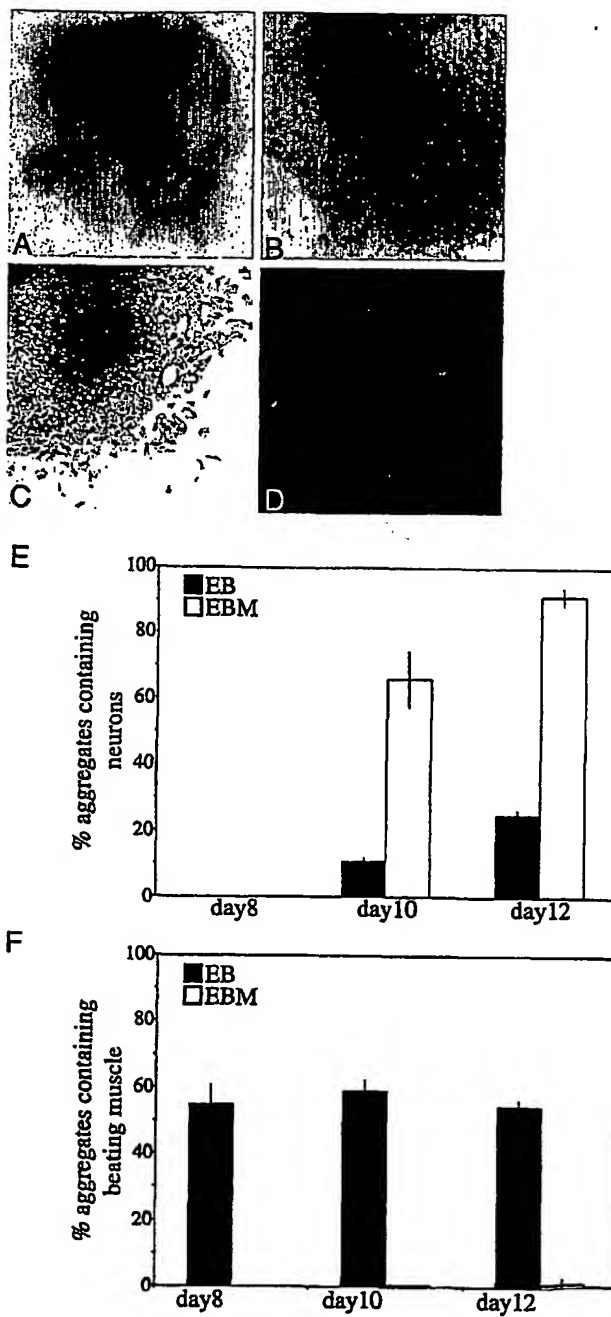 A
B
C
D
E
100
80
60
40
20
0
% aggregates containing
neurons
EB
EBM
day8
day10
day12
F
100
80
60
40
20
0
% aggregates containing
beating muscle
EB
EBM
day8
day10
day12